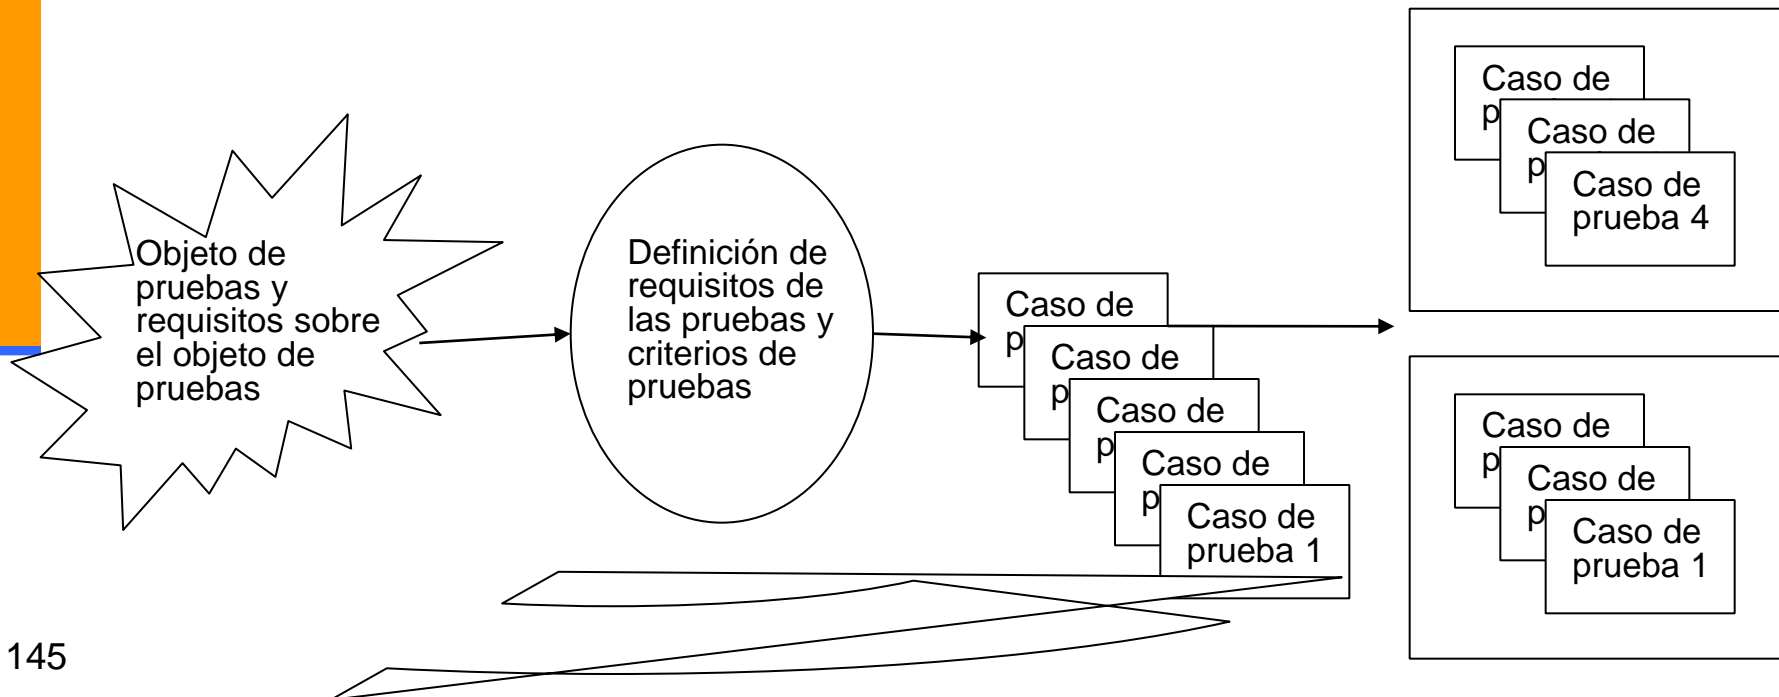 Objeto de
pruebas y
requisitos sobre
el objeto de
pruebas
Definición de
requisitos de
las pruebas y
criterios de
pruebas
Caso de
p
Caso de
p
Caso de
p
Caso de
p
Caso de
prueba 1
Caso de
p
Caso de
p
Caso de
prueba 4
Caso de
p
Caso de
p
Caso de
prueba 1
145